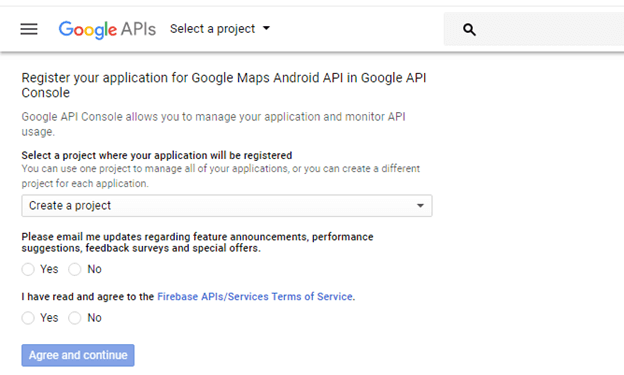 Google APIs Select a project
Register your application for Google Maps Android API in Google API
Console
Google API Console allows you to manage your application and monitor API
usage.
Select a project where your application will be registered
You can use one project to manage all of your applications, or you can create a different
project for each application.
Create a project
Please email me updates regarding feature announcements, performance
suggestions, feedback surveys and special offers.
Yes No
I have read and agree to the Firebase APIs/Services Terms of Service.
Yes No
Agree and continue